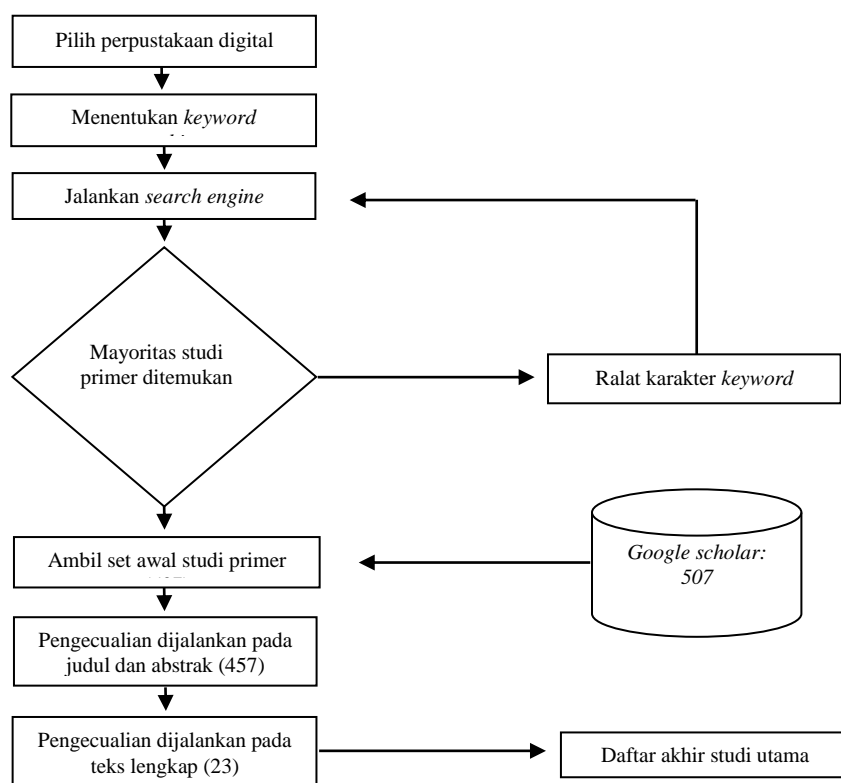 Pilih perpustakaan digital
Menentukan keyword
Jalankan search engine
Mayoritas studi
primer ditemukan
Ralat karakter keyword
Ambil set awal studi primer
Google scholar:
507
Pengecualian dijalankan pada
judul dan abstrak (457)
Pengecualian dijalankan pada
teks lengkap (23)
Daftar akhir studi utama